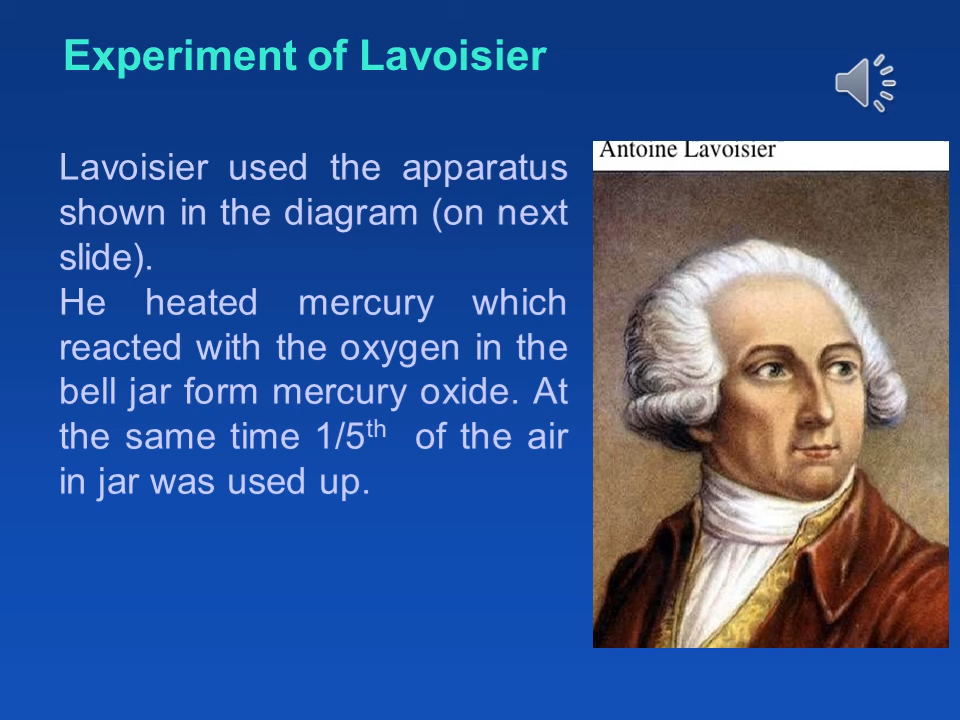 Experiment of Lavoisier
Lavoisier used the apparatus
shown in the diagram (on next
slide).
He heated mercury which
reacted with the oxygen in the
bell jar form mercury oxide. At
the same time 1/5th of the air
in jar was used up.
Antoine Lavoisier